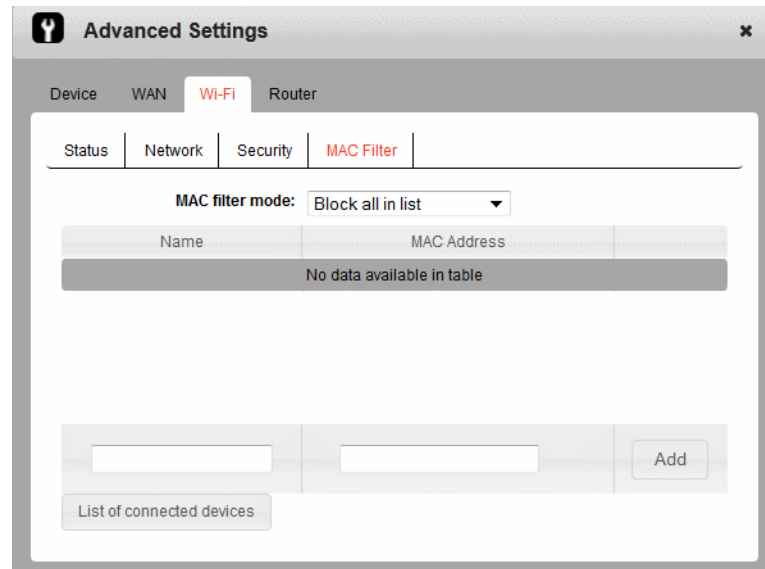 Advanced Settings
Device WAN Wi-Fi Router
Status Network Security MAC Filter
MAC filter mode: Block all in list
Name MAC Address
No data available in table
Add
List of connected devices